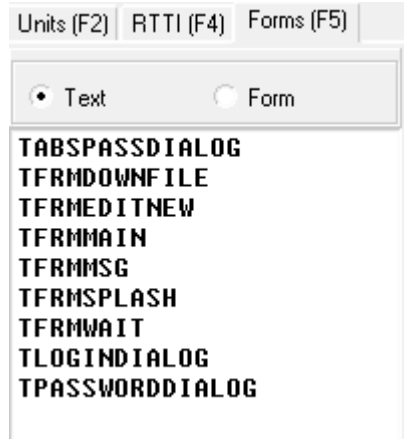 Units (F2) RTTI (F4) Forms (F5)
Text Form
TABSPASSDIALOG
TFRMDOWNFILE
TFRMEDITNEW
TFRMMAIN
TFRMMSG
TFRMSPLASH
TFRMWAIT
TLOGINDIALOG
TPASSWORDDIALOG